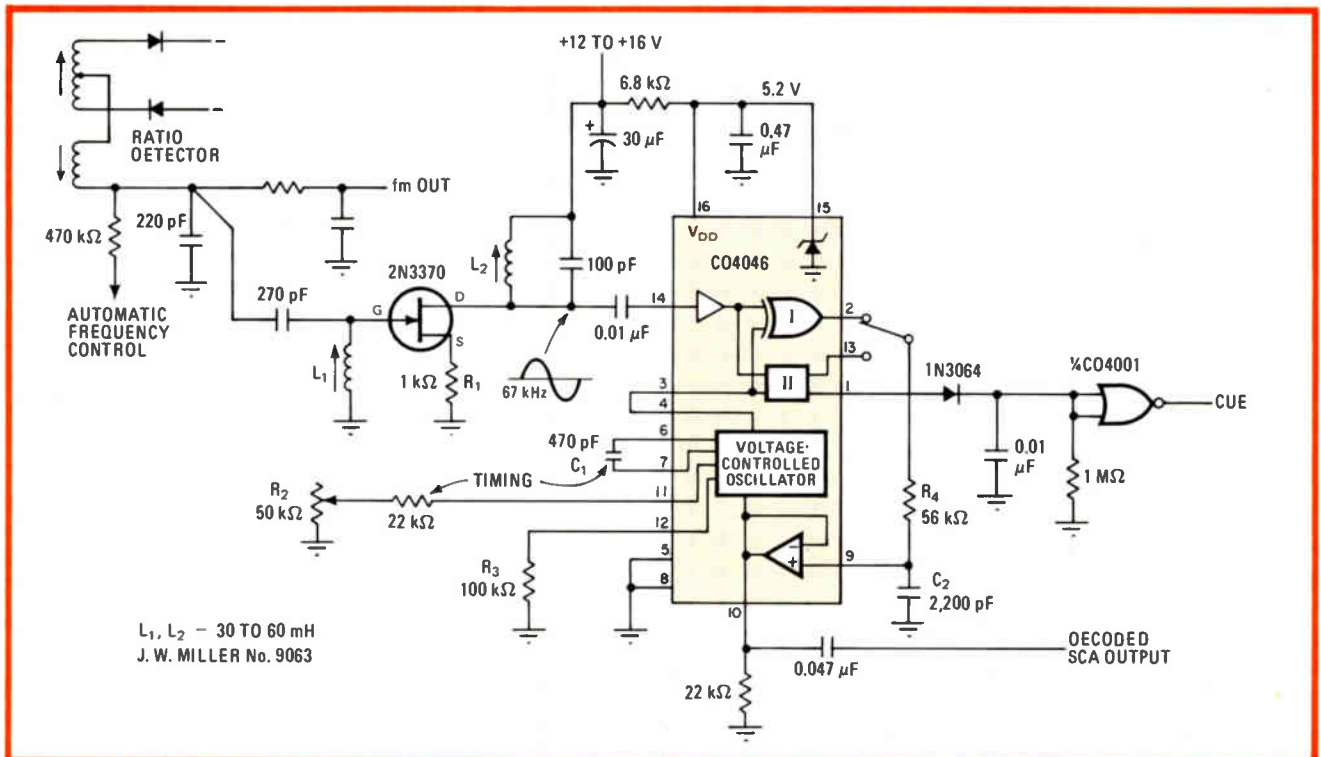 +12 TO +16 V
6.8 kΩ
5.2 V
+
30 µF
0.47
µF
RATIO
DETECTOR
fm OUT
220 pF
470 kΩ
AUTOMATIC
FREQUENCY
CONTROL
270 pF
2N3370
G
D
S
L1
1 kΩ
R1
L2
100 pF
67 kHz
0.01 µF
16
15
VDD
CO4046
14
I
2
13
II
1
3
4
6
7
11
12
5
8
9
10
VOLTAGE-
CONTROLLED
OSCILLATOR
470 pF
C1
TIMING
R2
50 kΩ
22 kΩ
R3
100 kΩ
1N3064
¼CO4001
CUE
0.01
µF
1 MΩ
R4
56 kΩ
C2
2,200 pF
L1, L2 – 30 TO 60 mH
J. W. MILLER No. 9063
22 kΩ
0.047 µF
OECODED
SCA OUTPUT